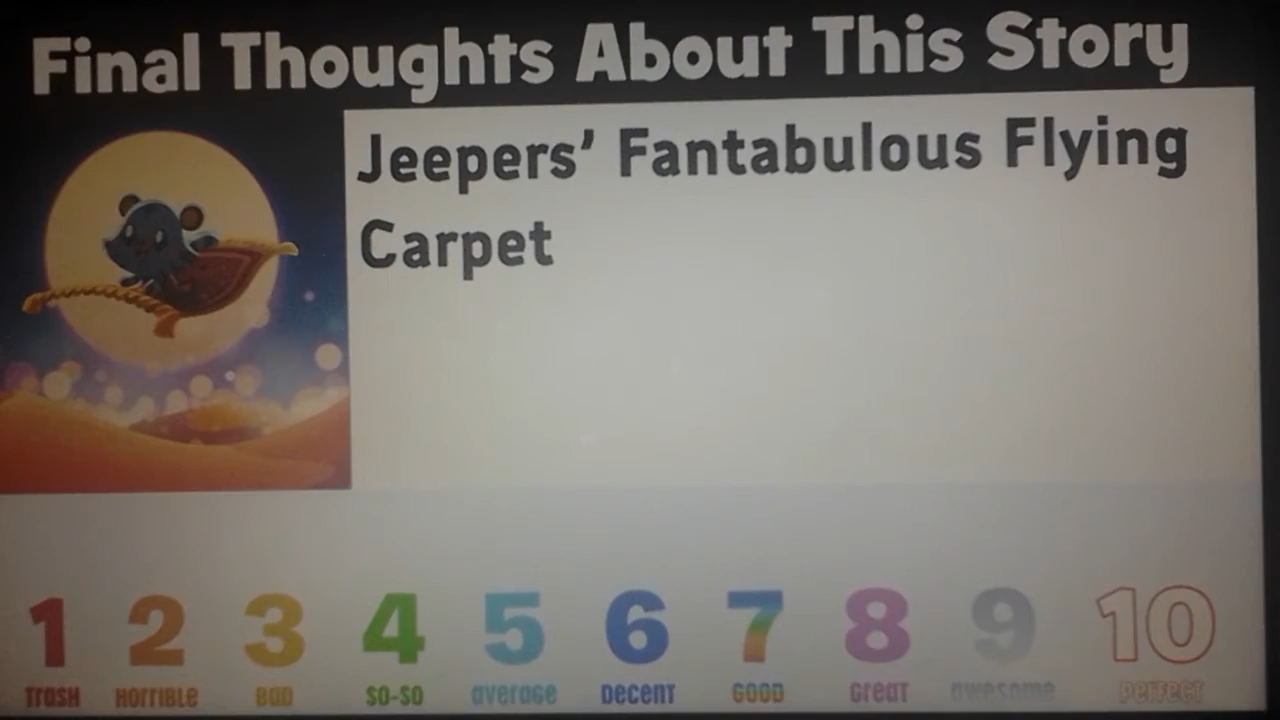 Final Thoughts About This Story
Jeepers’ Fantabulous Flying
Carpet
1 2 3 4 5 6 7 8 9 10
TRASH HORRIBLE BAD SO-SO average DECENT GOOD GREAT awesome PERFECT